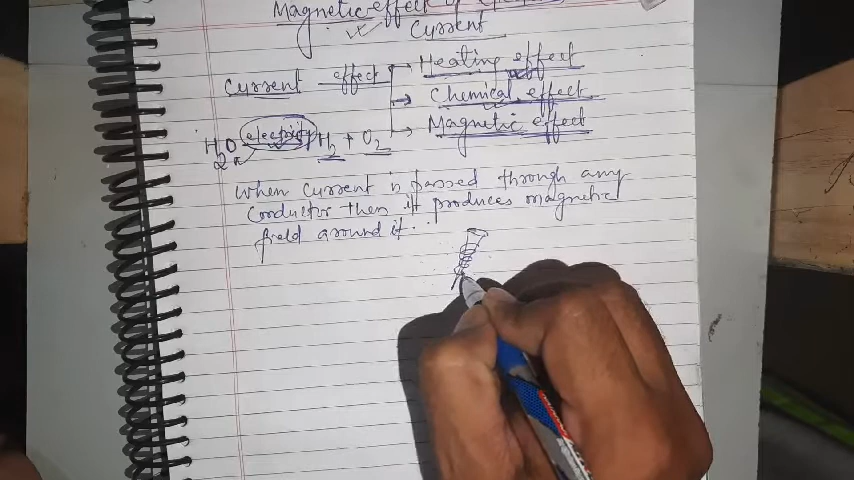 Magnetic effect of
Current
Current effect → Heating effect
→ Chemical effect
→ Magnetic effect
H2O electricity H2 + O2
When current is passed through any
conductor then it produces magnetic
field around it.